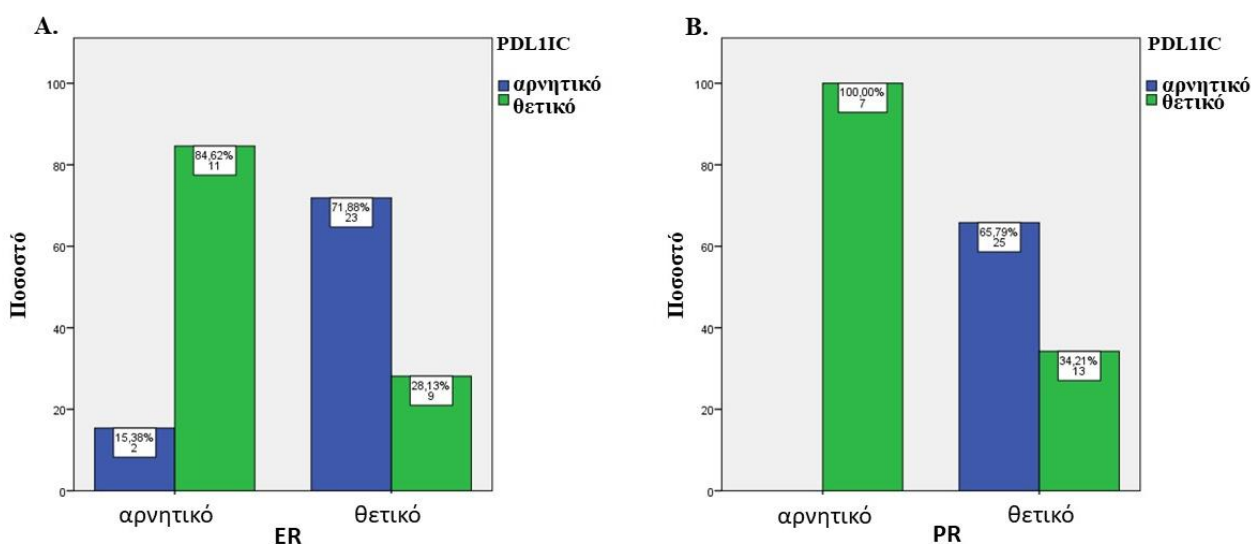 A.
PDL1IC
αρνητικό
θετικό
Ποσοστό
100
80
60
40
20
0
84,62%
11
71,88%
23
15,38%
2
28,13%
9
αρνητικό
θετικό
ER
B.
PDL1IC
αρνητικό
θετικό
Ποσοστό
100
80
60
40
20
0
100,00%
7
65,79%
25
34,21%
13
αρνητικό
θετικό
PR